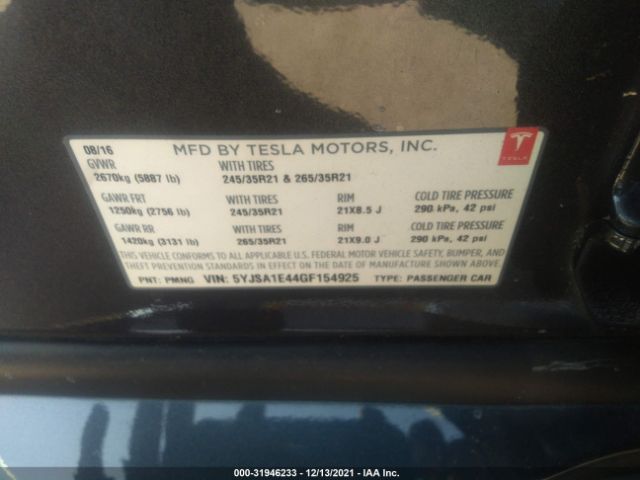 08/16 MFD BY TESLA MOTORS, INC.
GVWR WITH TIRES
2670kg (5887 lb) 245/35R21 & 265/35R21
GAWR FRT WITH TIRES RIM COLD TIRE PRESSURE
1250kg (2756 lb) 245/35R21 21X8.5 J 290 kPa, 42 psi
GAWR RR WITH TIRES RIM COLD TIRE PRESSURE
1420kg (3131 lb) 265/35R21 21X9.0 J 290 kPa, 42 psi
THIS VEHICLE CONFORMS TO ALL APPLICABLE U.S. FEDERAL MOTOR VEHICLE SAFETY, BUMPER, AND
THEFT PREVENTION STANDARDS IN EFFECT ON THE DATE OF MANUFACTURE SHOWN ABOVE.
PNT: PMNG VIN: 5YJSA1E44GF154925 TYPE: PASSENGER CAR
TESLA
000-31946233 - 12/13/2021 - IAA Inc.